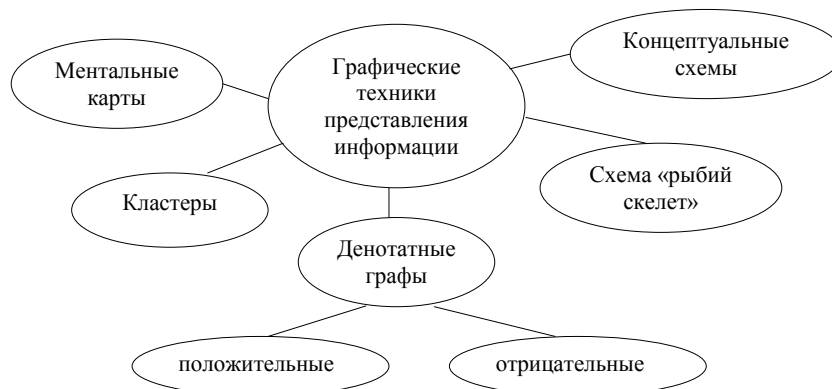 Графические
техники
представления
информации
Концептуальные
схемы
Ментальные
карты
Схема «рыбий
скелет»
Кластеры
Денотатные
графы
положительные
отрицательные